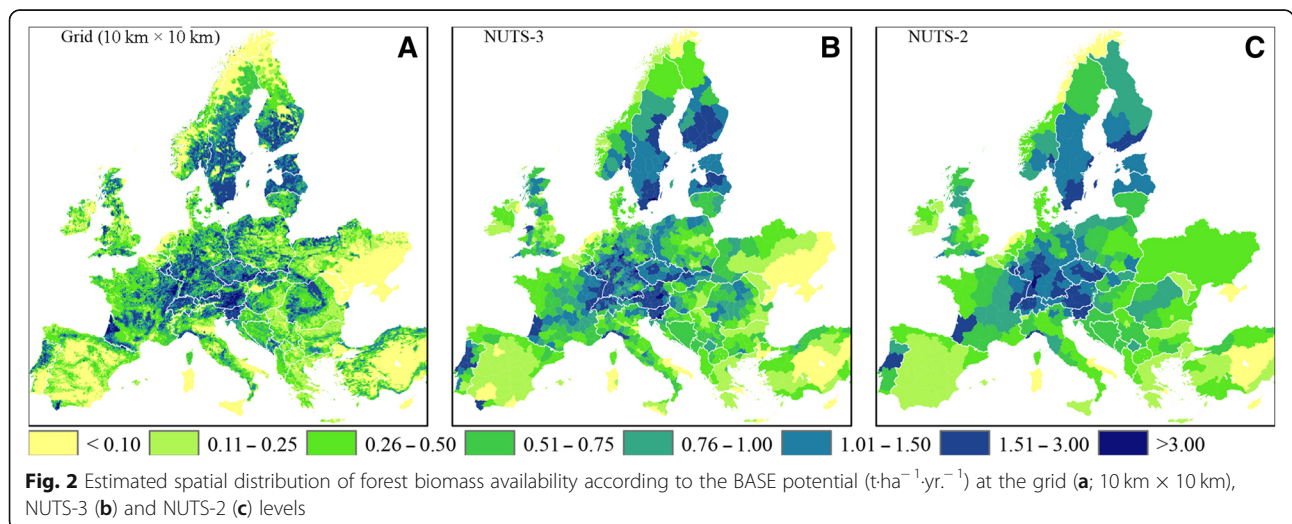 Grid (10 km × 10 km)
A
NUTS-3
B
NUTS-2
C
< 0.10 0.11 – 0.25 0.26 – 0.50 0.51 – 0.75 0.76 – 1.00 1.01 – 1.50 1.51 – 3.00 >3.00
Fig. 2 Estimated spatial distribution of forest biomass availability according to the BASE potential (t·ha⁻¹·yr.⁻¹) at the grid (a; 10 km × 10 km),
NUTS-3 (b) and NUTS-2 (c) levels